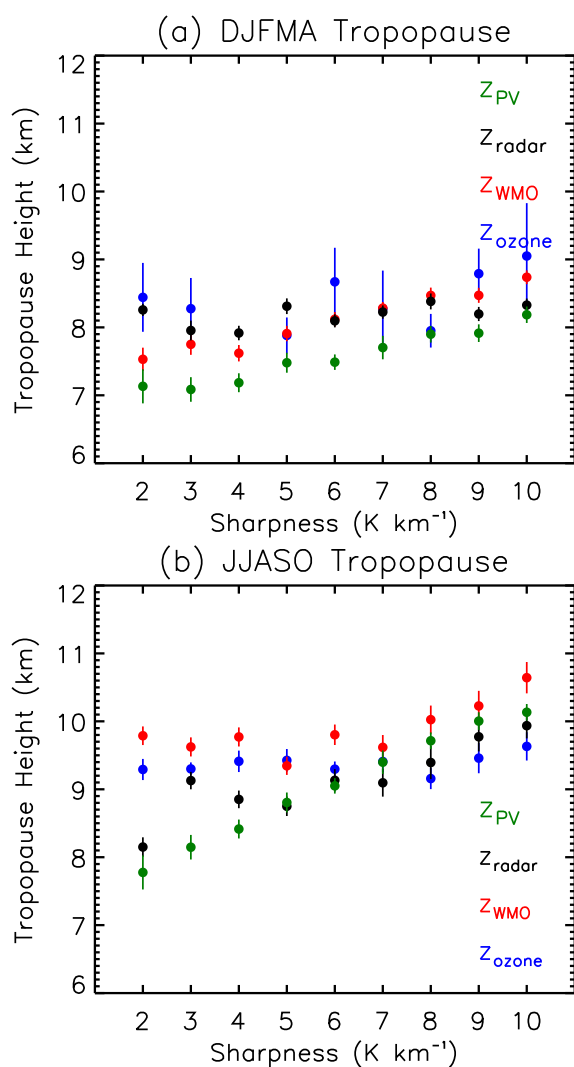 (a) DJFMA Tropopause
12
11
10
9
8
7
6
Tropopause Height (km)
Z_PV
Z_radar
Z_WMO
Z_ozone
2 3 4 5 6 7 8 9 10
Sharpness (K km⁻¹)
(b) JJASO Tropopause
12
11
10
9
8
7
6
Tropopause Height (km)
Z_PV
Z_radar
Z_WMO
Z_ozone
2 3 4 5 6 7 8 9 10
Sharpness (K km⁻¹)